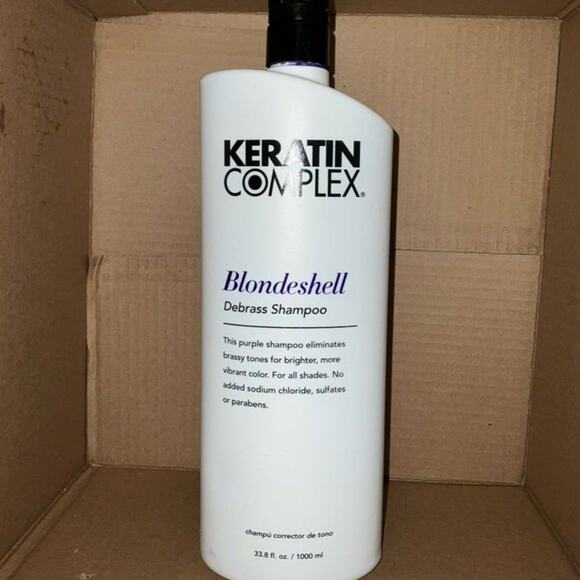 KERATIN
COMPLEX®
Blondeshell
Debrass Shampoo
This purple shampoo eliminates
brassy tones for brighter, more
vibrant color. For all shades. No
added sodium chloride, sulfates
or parabens.
champú corrector de tono
33.8 fl. oz. / 1000 ml